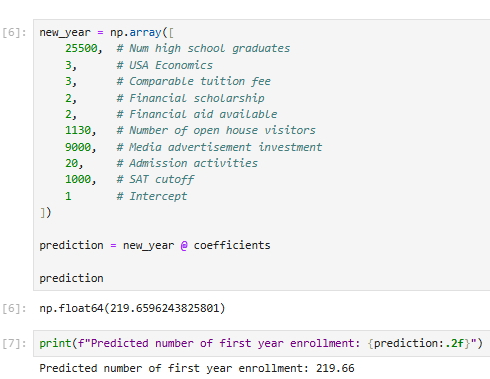 [6]: new_year = np.array([
25500, # Num high school graduates
3, # USA Economics
3, # Comparable tuition fee
2, # Financial scholarship
2, # Financial aid available
1130, # Number of open house visitors
9000, # Media advertisement investment
20, # Admission activities
1000, # SAT cutoff
1 # Intercept
])
prediction = new_year @ coefficients
prediction
[6]: np.float64(219.6596243825801)
[7]: print(f"Predicted number of first year enrollment: {prediction:.2f}")
Predicted number of first year enrollment: 219.66